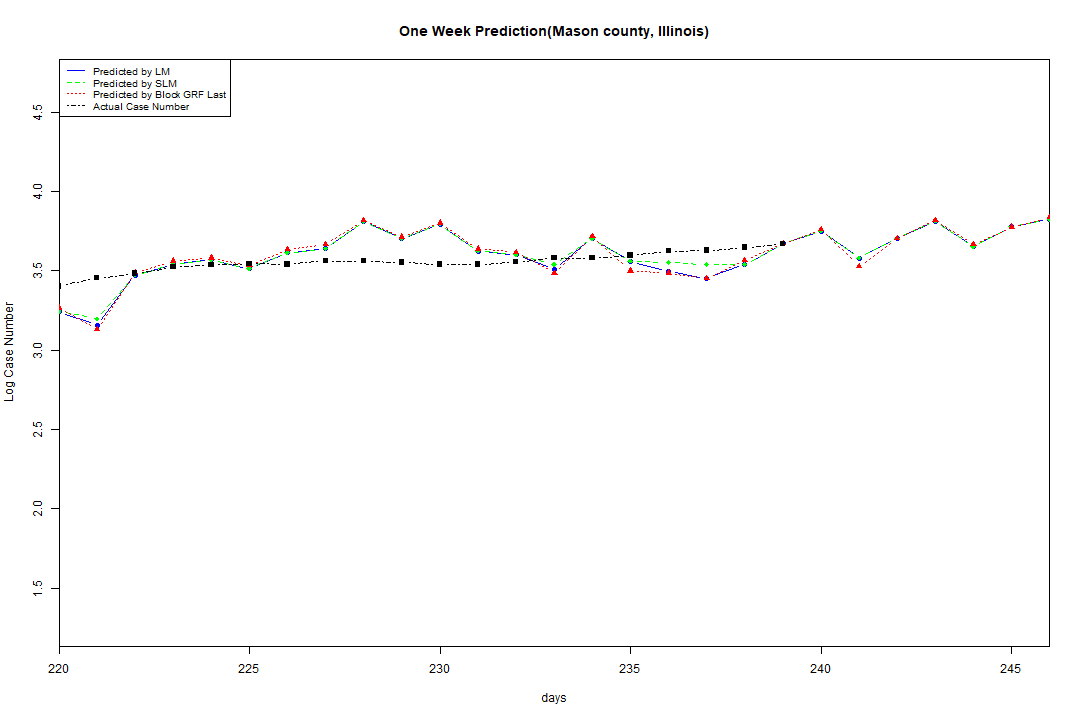 One Week Prediction(Mason county, Illinois)
Predicted by LM
Predicted by SLM
Predicted by Block GRF Last
Actual Case Number
4.5
4.0
3.5
3.0
2.5
2.0
1.5
Log Case Number
220
225
230
235
240
245
days